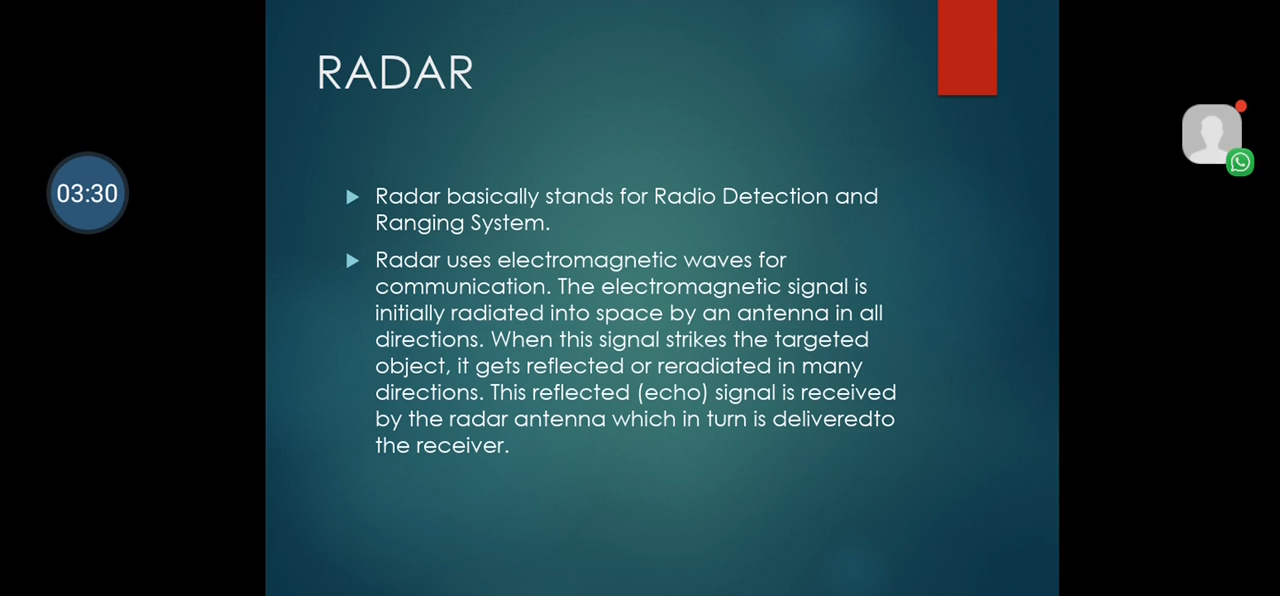 RADAR
03:30
Radar basically stands for Radio Detection and
Ranging System.
Radar uses electromagnetic waves for
communication. The electromagnetic signal is
initially radiated into space by an antenna in all
directions. When this signal strikes the targeted
object, it gets reflected or reradiated in many
directions. This reflected (echo) signal is received
by the radar antenna which in turn is deliveredto
the receiver.